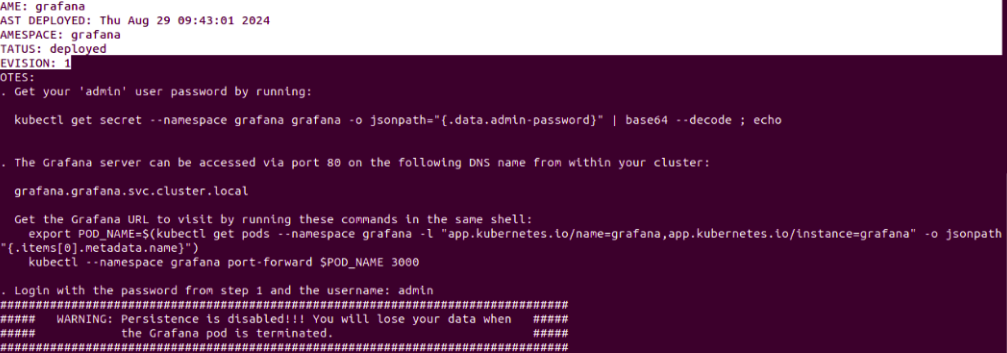 AME: grafana
AST DEPLOYED: Thu Aug 29 09:43:01 2024
AMESPACE: grafana
TATUS: deployed
EVISION: 1
OTES:
. Get your 'admin' user password by running:
kubectl get secret --namespace grafana grafana -o jsonpath="{.data.admin-password}" | base64 --decode ; echo
. The Grafana server can be accessed via port 80 on the following DNS name from within your cluster:
grafana.grafana.svc.cluster.local
Get the Grafana URL to visit by running these commands in the same shell:
export POD_NAME=$(kubectl get pods --namespace grafana -l "app.kubernetes.io/name=grafana,app.kubernetes.io/instance=grafana" -o jsonpath
"{.items[0].metadata.name}")
kubectl --namespace grafana port-forward $POD_NAME 3000
. Login with the password from step 1 and the username: admin
#################################################################################
##### WARNING: Persistence is disabled!!! You will lose your data when #####
##### the Grafana pod is terminated. #####
#################################################################################